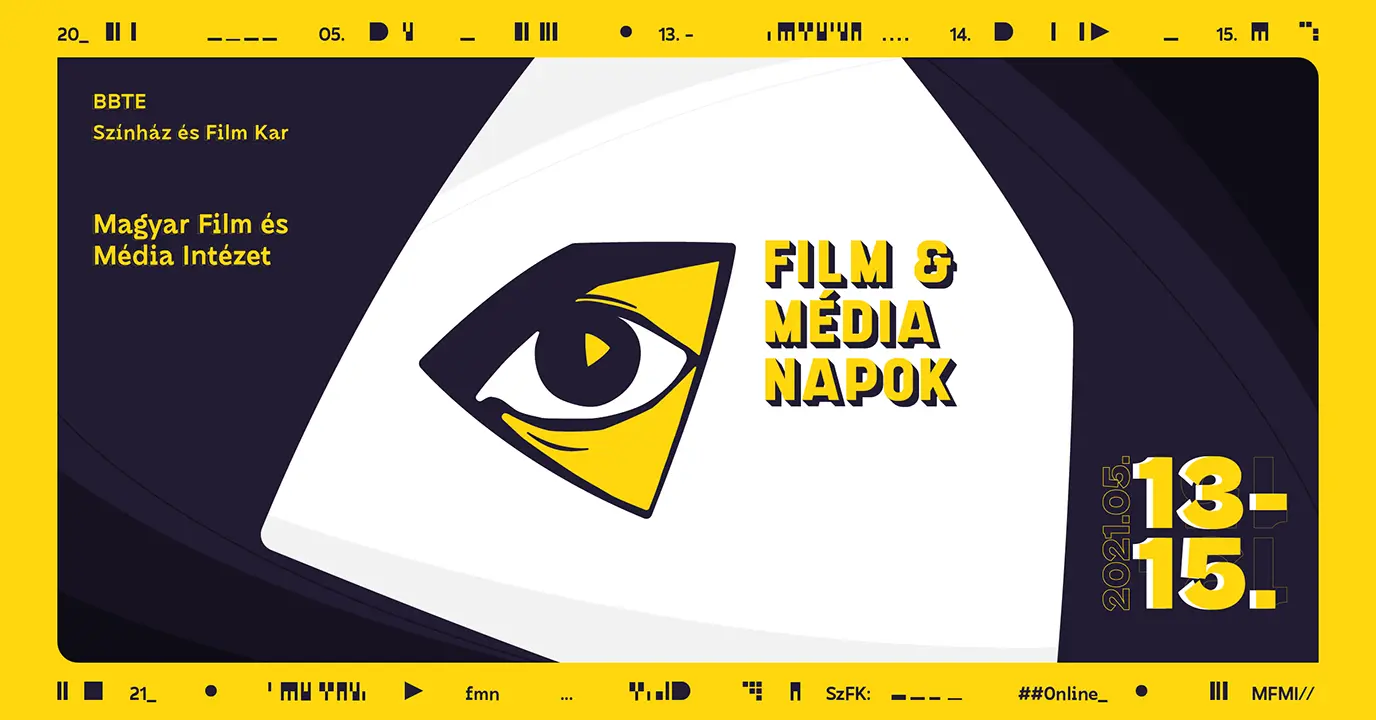 20_ 05. 13. - .... 14. 15.
BBTE
Színház és Film Kar
Magyar Film és
Média Intézet
FILM &
MÉDIA
NAPOK
2021.05.
13-
15.
21_ fmn ... SzFK: ##Online_ MFMI//